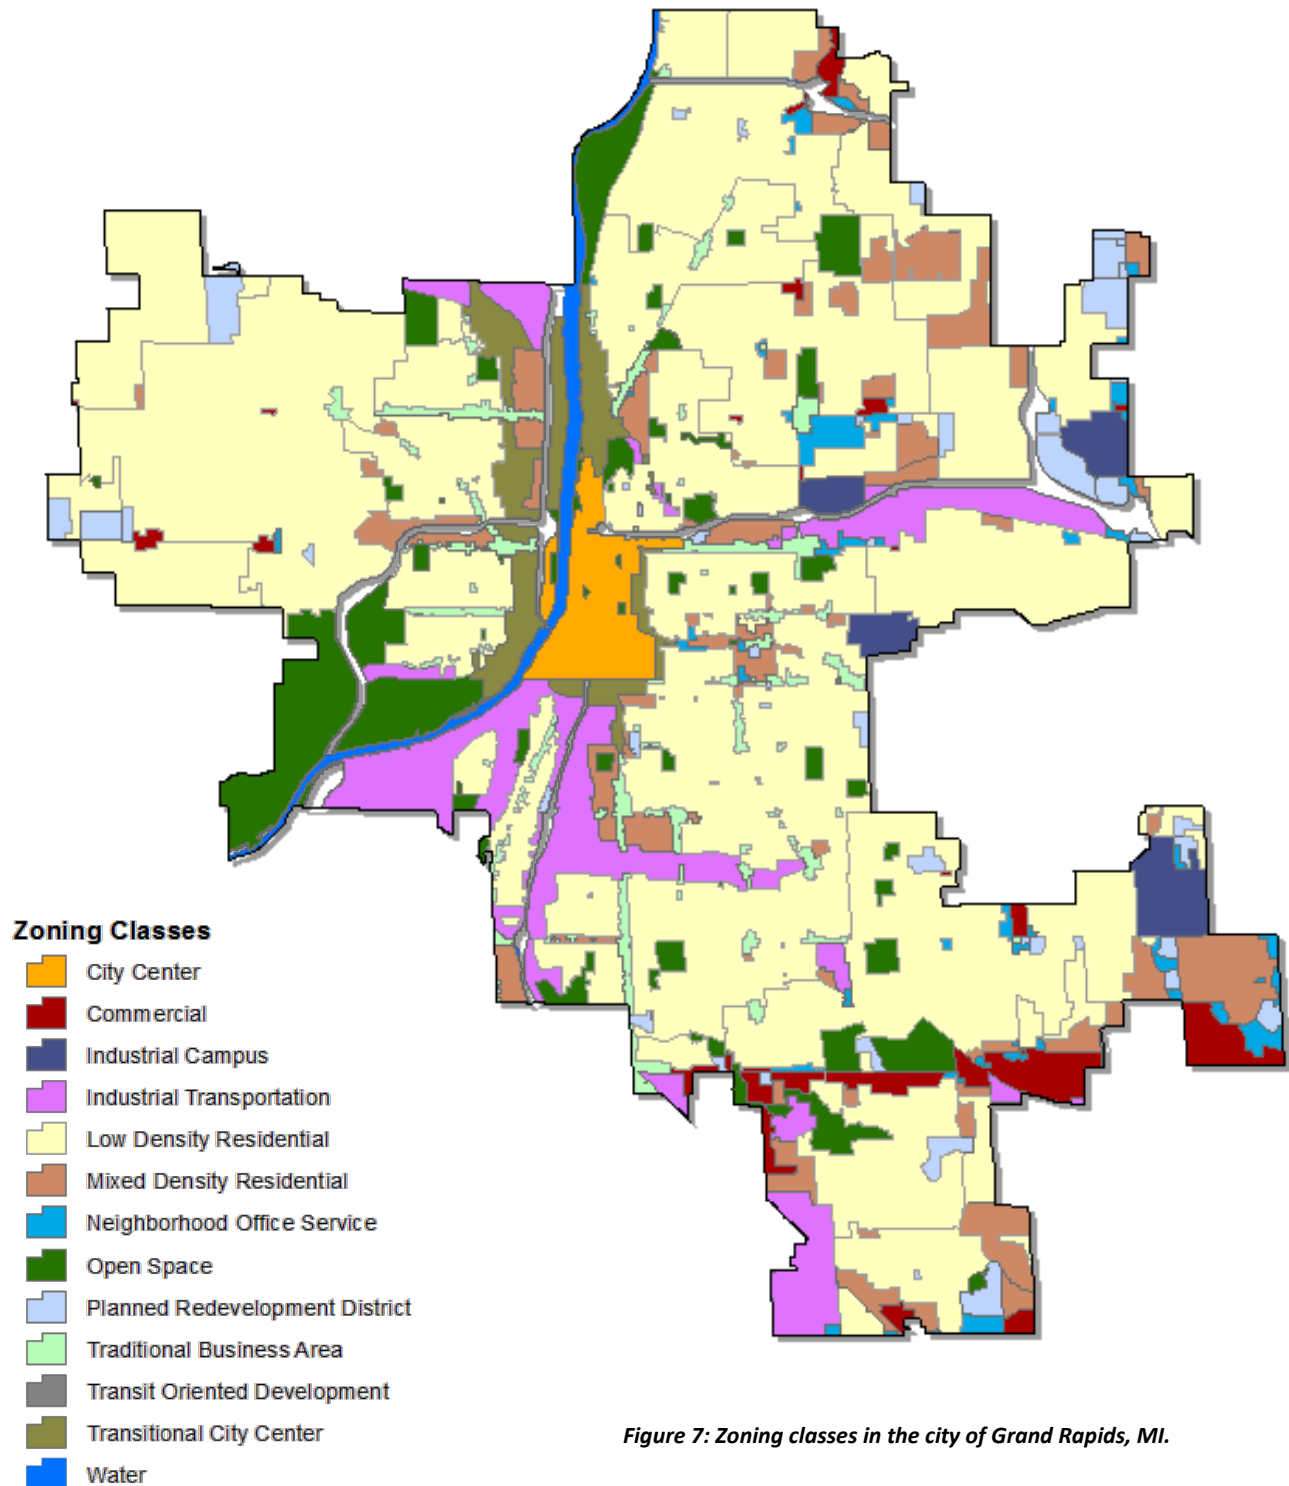 Zoning Classes
City Center
Commercial
Industrial Campus
Industrial Transportation
Low Density Residential
Mixed Density Residential
Neighborhood Office Service
Open Space
Planned Redevelopment District
Traditional Business Area
Transit Oriented Development
Transitional City Center
Water
Figure 7: Zoning classes in the city of Grand Rapids, MI.